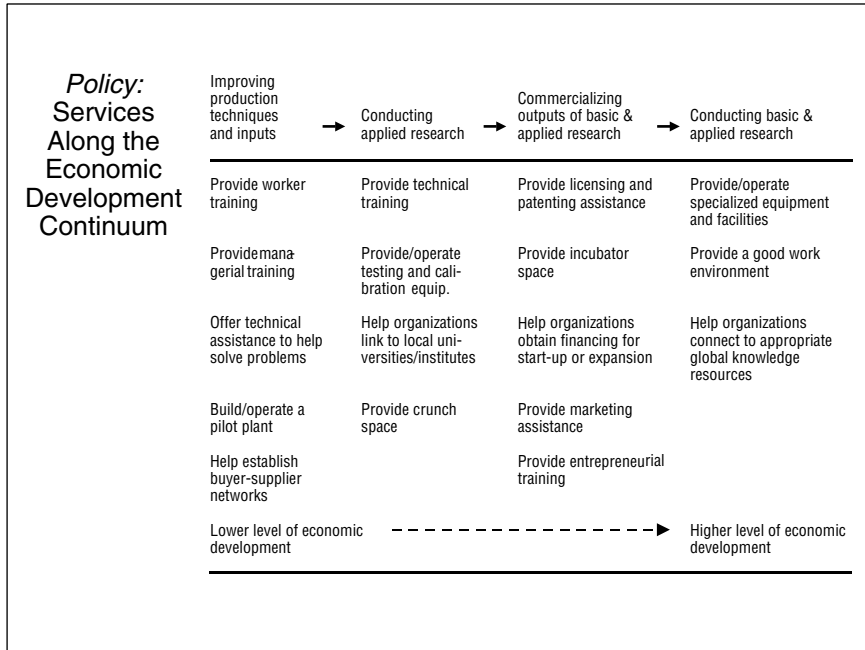 Policy:
Services
Along the
Economic
Development
Continuum
Improving
production
techniques
and inputs
Conducting
applied research
Commercializing
outputs of basic &
applied research
Conducting basic &
applied research
Provide worker
training
Provide technical
training
Provide licensing and
patenting assistance
Provide/operate
specialized equipment
and facilities
Providemana-
gerial training
Provide/operate
testing and cali-
bration equip.
Provide incubator
space
Provide a good work
environment
Offer technical
assistance to help
solve problems
Help organizations
link to local uni-
versities/institutes
Help organizations
obtain financing for
start-up or expansion
Help organizations
connect to appropriate
global knowledge
resources
Build/operate a
pilot plant
Provide crunch
space
Provide marketing
assistance
Help establish
buyer-supplier
networks
Provide entrepreneurial
training
Lower level of economic
development
Higher level of economic
development